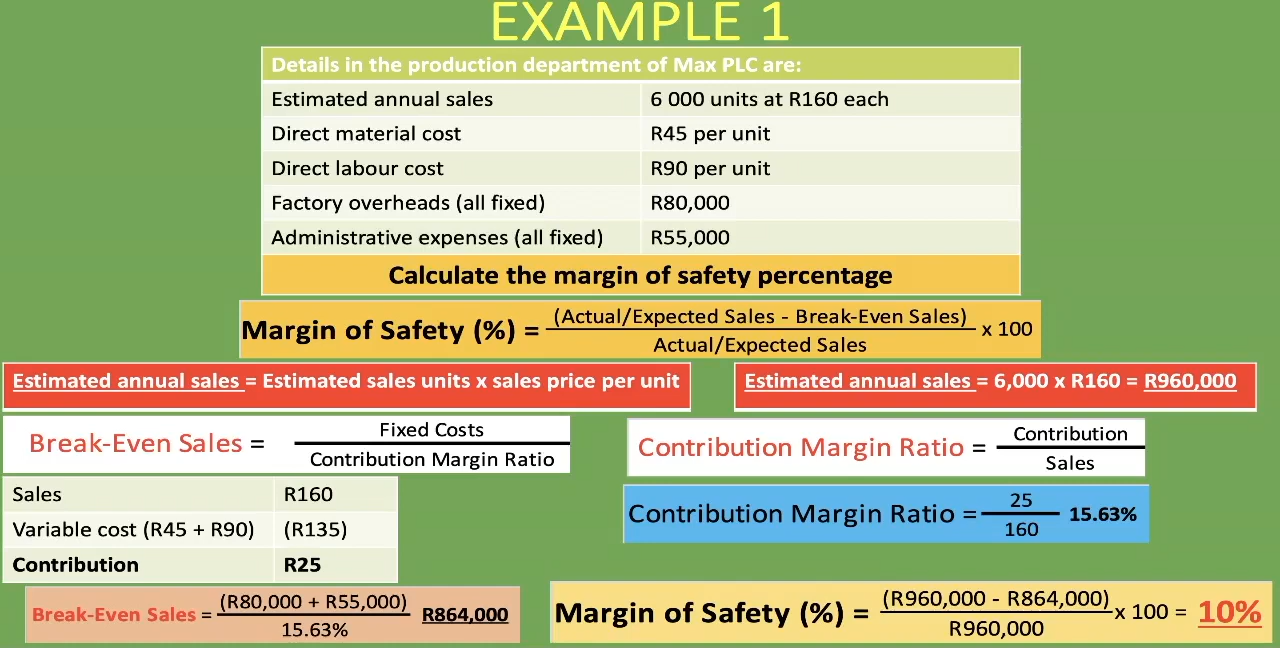 EXAMPLE 1
Details in the production department of Max PLC are:
Estimated annual sales 6 000 units at R160 each
Direct material cost R45 per unit
Direct labour cost R90 per unit
Factory overheads (all fixed) R80,000
Administrative expenses (all fixed) R55,000
Calculate the margin of safety percentage
Margin of Safety (%) = (Actual/Expected Sales - Break-Even Sales) x 100
Actual/Expected Sales
Estimated annual sales = Estimated sales units x sales price per unit
Estimated annual sales = 6,000 x R160 = R960,000
Break-Even Sales = Fixed Costs
Contribution Margin Ratio
Contribution Margin Ratio = Contribution
Sales
Sales R160
Variable cost (R45 + R90) (R135)
Contribution R25
Contribution Margin Ratio = 25 15.63%
160
Break-Even Sales = (R80,000 + R55,000) R864,000
15.63%
Margin of Safety (%) = (R960,000 - R864,000) x 100 = 10%
R960,000